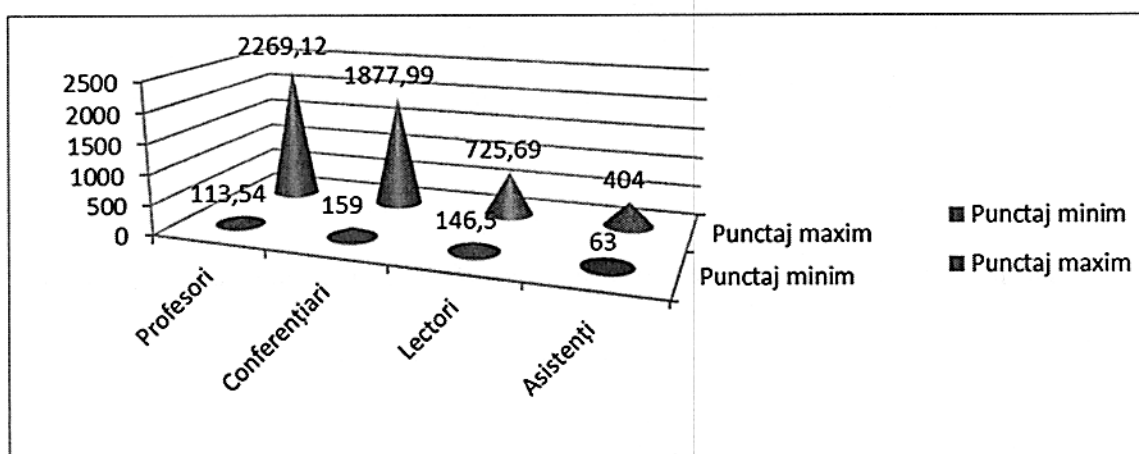 2269,12
1877,99
725,69
404
2500
2000
1500
1000
500
0
113,54
159
146,5
63
Punctaj maxim
Punctaj minim
Profesori
Conferențiari
Lectori
Asistenți
Punctaj minim
Punctaj maxim